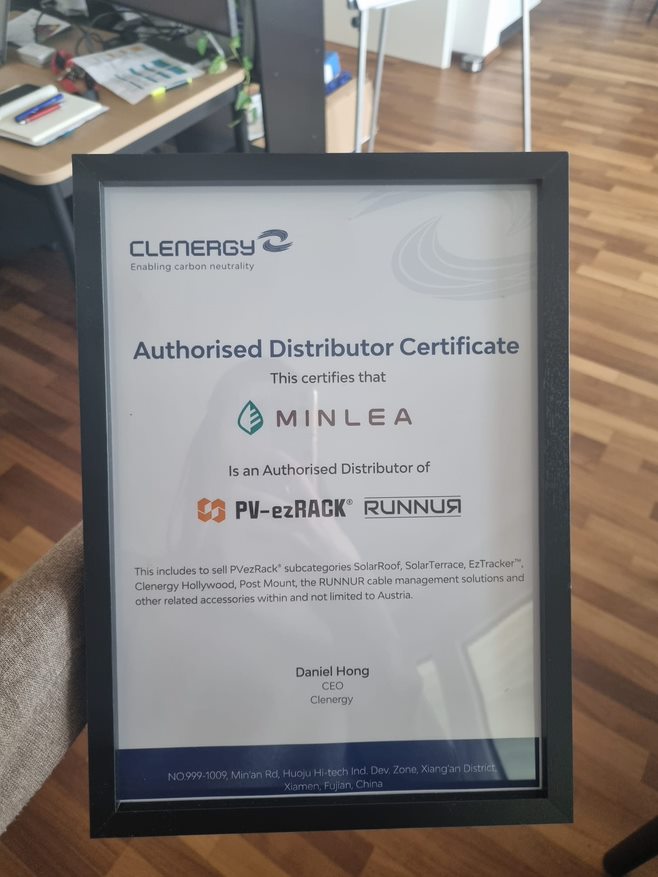 CLENERGY
Enabling carbon neutrality
Authorised Distributor Certificate
This certifies that
MINLEA
Is an Authorised Distributor of
PV-ezRACK® RUNNUR
This includes to sell PVezRack® subcategories SolarRoof, SolarTerrace, EzTracker™,
Clenergy Hollywood, Post Mount, the RUNNUR cable management solutions and
other related accessories within and not limited to Austria.
Daniel Hong
CEO
Clenergy
NO.999-1009, Min'an Rd, Huoju Hi-tech Ind. Dev. Zone, Xiang'an District,
Xiamen, Fujian, China